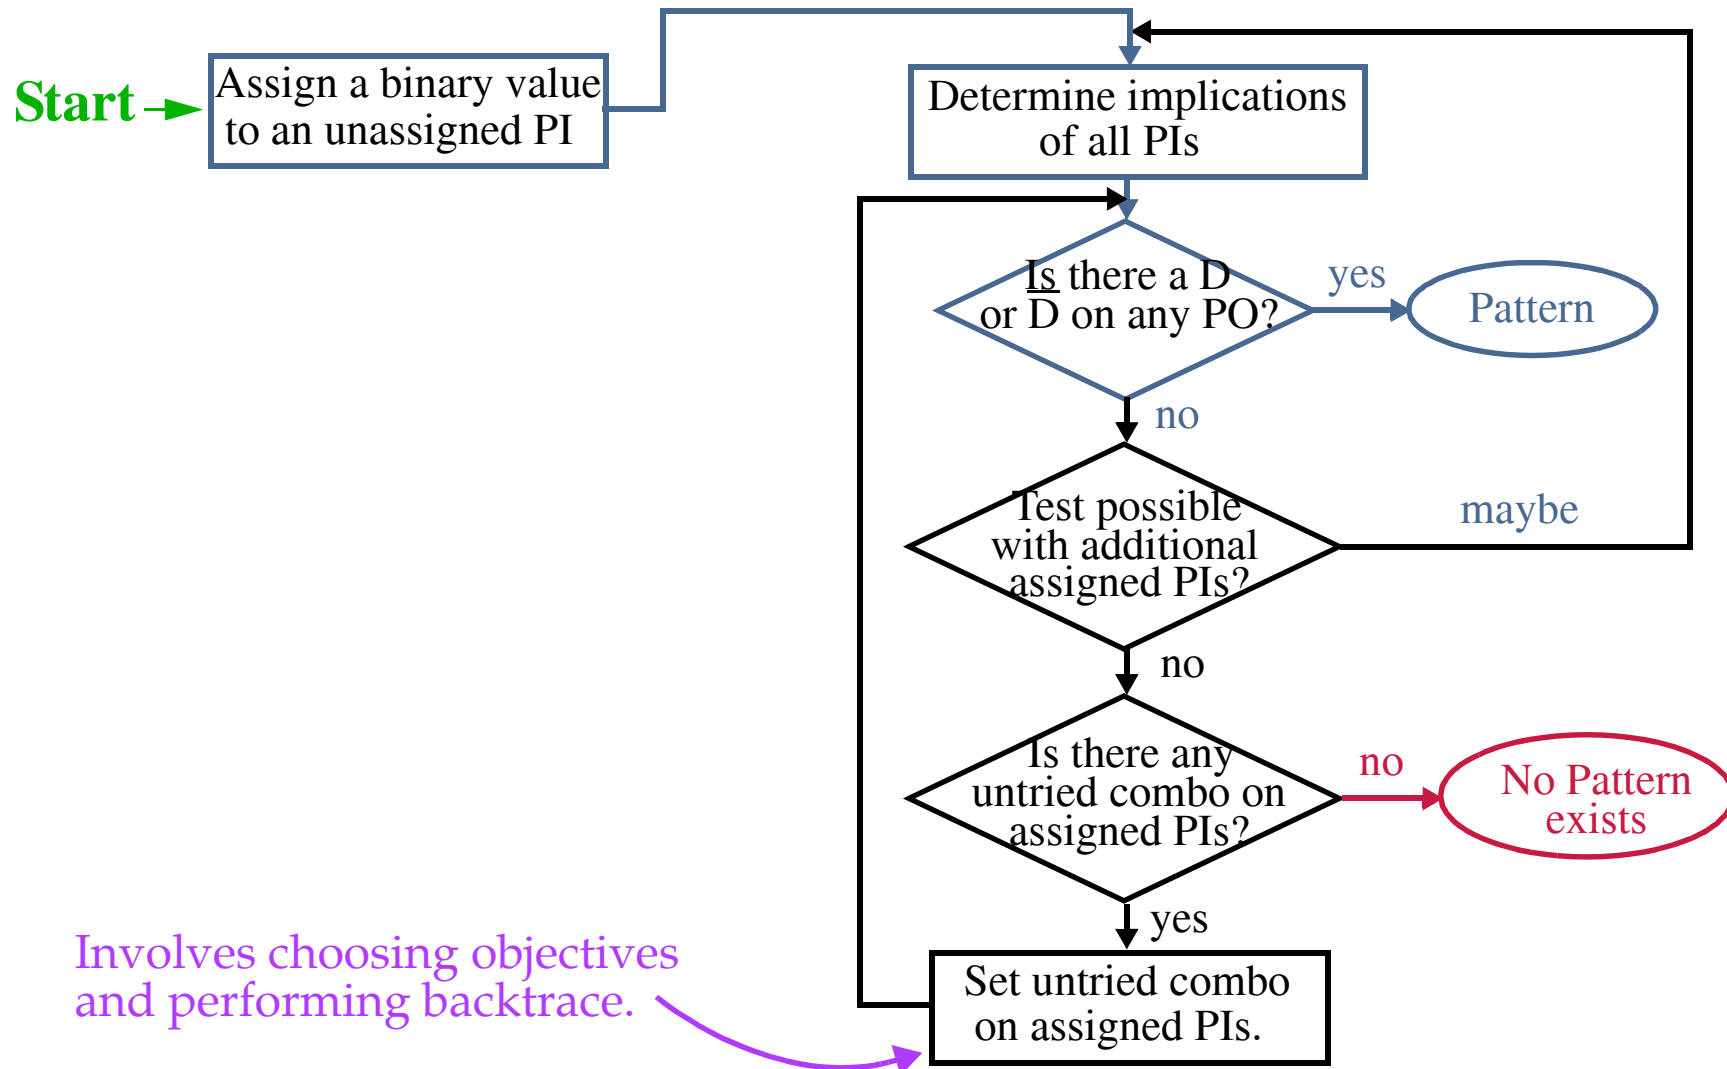 Start
Assign a binary value
to an unassigned PI
Determine implications
of all PIs
Is there a D
or D̅ on any PO?
yes
Pattern
no
Test possible
with additional
assigned PIs?
maybe
no
Is there any
untried combo on
assigned PIs?
no
No Pattern
exists
yes
Set untried combo
on assigned PIs.
Involves choosing objectives
and performing backtrace.